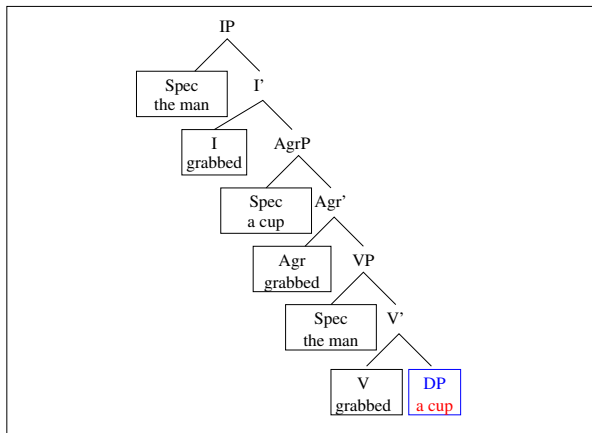 IP
Spec
the man
I'
I
grabbed
AgrP
Spec
a cup
Agr'
Agr
grabbed
VP
Spec
the man
V'
V
grabbed
DP
a cup